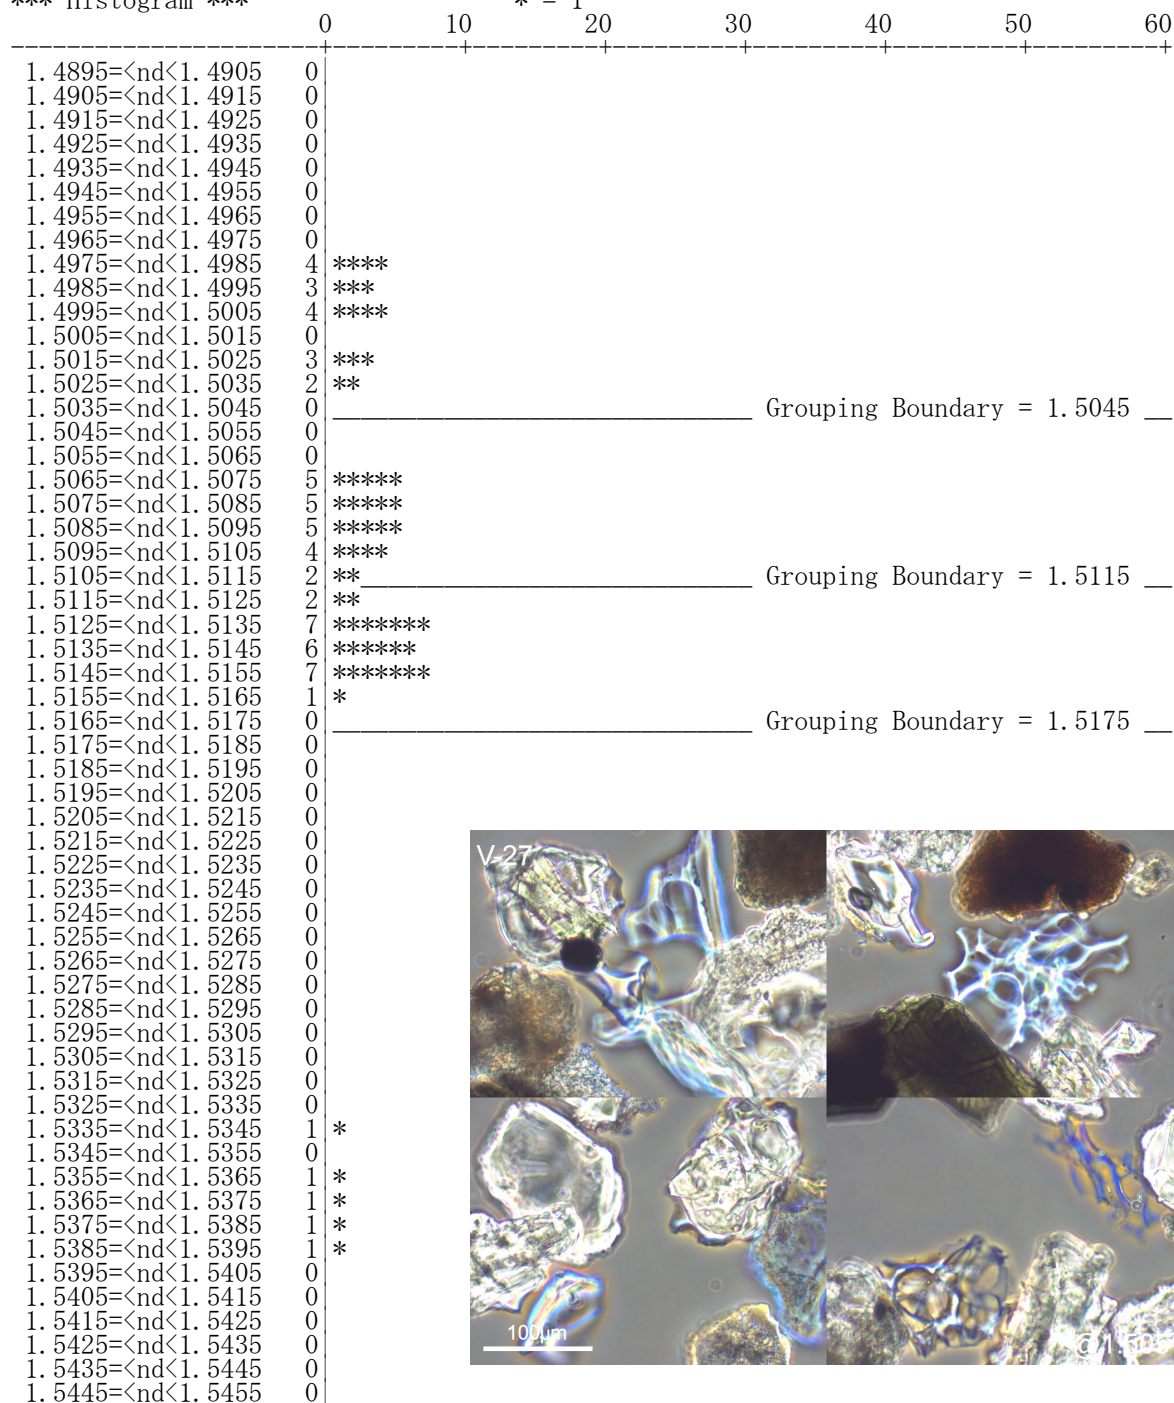 *** Histogram *** * = 1
0 10 20 30 40 50 60
1.4895=<nd<1.4905 0
1.4905=<nd<1.4915 0
1.4915=<nd<1.4925 0
1.4925=<nd<1.4935 0
1.4935=<nd<1.4945 0
1.4945=<nd<1.4955 0
1.4955=<nd<1.4965 0
1.4965=<nd<1.4975 0
1.4975=<nd<1.4985 4 ****
1.4985=<nd<1.4995 3 ***
1.4995=<nd<1.5005 4 ****
1.5005=<nd<1.5015 0
1.5015=<nd<1.5025 3 ***
1.5025=<nd<1.5035 2 **
1.5035=<nd<1.5045 0 ______________________________ Grouping Boundary = 1.5045 __
1.5045=<nd<1.5055 0
1.5055=<nd<1.5065 0
1.5065=<nd<1.5075 5 *****
1.5075=<nd<1.5085 5 *****
1.5085=<nd<1.5095 5 *****
1.5095=<nd<1.5105 4 ****
1.5105=<nd<1.5115 2 **____________________________ Grouping Boundary = 1.5115 __
1.5115=<nd<1.5125 2 **
1.5125=<nd<1.5135 7 *******
1.5135=<nd<1.5145 6 ******
1.5145=<nd<1.5155 7 *******
1.5155=<nd<1.5165 1 *
1.5165=<nd<1.5175 0 ______________________________ Grouping Boundary = 1.5175 __
1.5175=<nd<1.5185 0
1.5185=<nd<1.5195 0
1.5195=<nd<1.5205 0
1.5205=<nd<1.5215 0
1.5215=<nd<1.5225 0
1.5225=<nd<1.5235 0
1.5235=<nd<1.5245 0
1.5245=<nd<1.5255 0
1.5255=<nd<1.5265 0
1.5265=<nd<1.5275 0
1.5275=<nd<1.5285 0
1.5285=<nd<1.5295 0
1.5295=<nd<1.5305 0
1.5305=<nd<1.5315 0
1.5315=<nd<1.5325 0
1.5325=<nd<1.5335 0
1.5335=<nd<1.5345 1 *
1.5345=<nd<1.5355 0
1.5355=<nd<1.5365 1 *
1.5365=<nd<1.5375 1 *
1.5375=<nd<1.5385 1 *
1.5385=<nd<1.5395 1 *
1.5395=<nd<1.5405 0
1.5405=<nd<1.5415 0
1.5415=<nd<1.5425 0
1.5425=<nd<1.5435 0
1.5435=<nd<1.5445 0
1.5445=<nd<1.5455 0
V-27
100µm